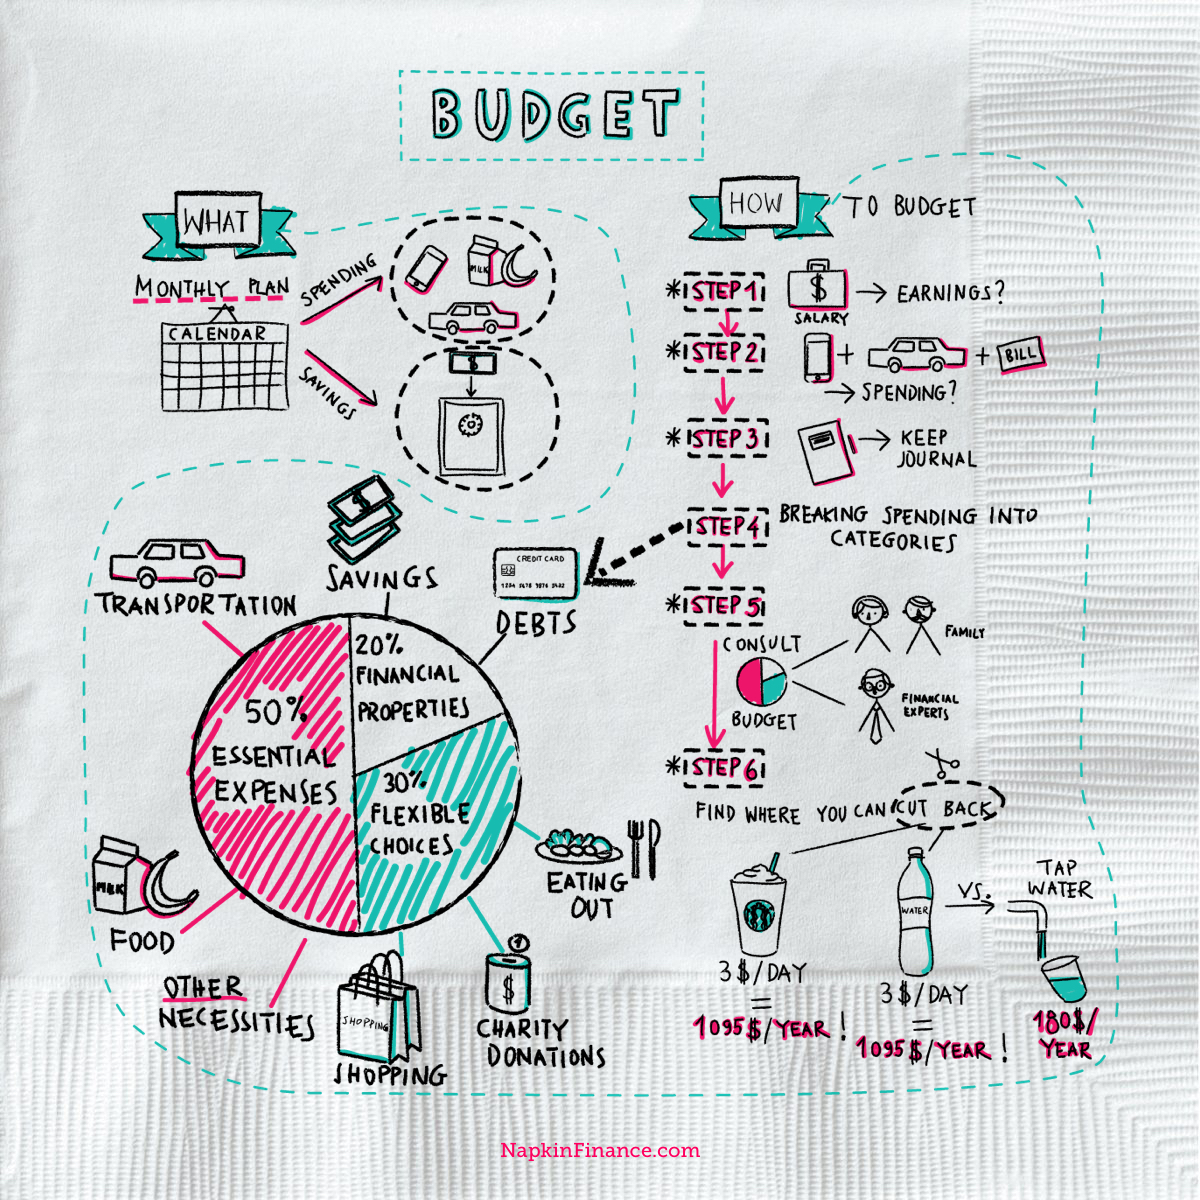 BUDGET
WHAT
MONTHLY PLAN
CALENDAR
SPENDING
SAVINGS
MILK
$
$
HOW
TO BUDGET
*STEP 1
$
SALARY
EARNINGS?
*STEP 2
+
+
BILL
SPENDING?
*STEP 3
KEEP
JOURNAL
STEP 4
BREAKING SPENDING INTO
CATEGORIES
*STEP 5
CONSULT
BUDGET
FAMILY
FINANCIAL
EXPERTS
*STEP 6
FIND WHERE YOU CAN CUT BACK
3$/DAY
=
1095$/YEAR!
WATER
3$/DAY
=
1095$/YEAR!
VS.
TAP
WATER
180$/
YEAR
TRANSPORTATION
$
SAVINGS
CREDIT CARD
DEBTS
50%
ESSENTIAL
EXPENSES
20%
FINANCIAL
PROPERTIES
30%
FLEXIBLE
CHOICES
MILK
FOOD
OTHER
NECESSITIES
SHOPPING
SHOPPING
$
CHARITY
DONATIONS
EATING
OUT
NapkinFinance.com